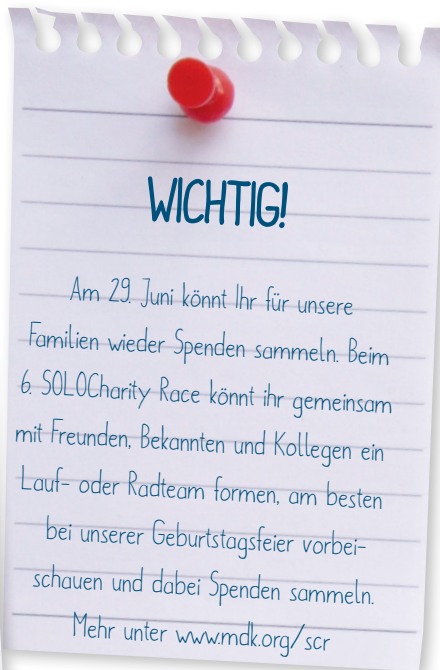 WICHTIG!
Am 29. Juni könnt Ihr für unsere
Familien wieder Spenden sammeln. Beim
6. SOLOCharity Race könnt ihr gemeinsam
mit Freunden, Bekannten und Kollegen ein
Lauf- oder Radteam formen, am besten
bei unserer Geburtstagsfeier vorbei-
schauen und dabei Spenden sammeln.
Mehr unter www.mdk.org/scr